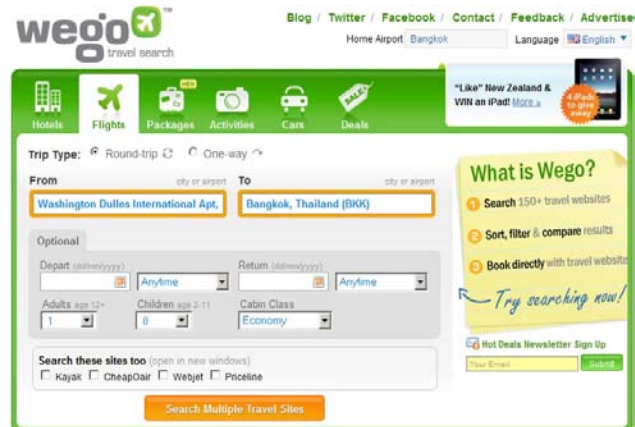 wego™
travel search
Blog / Twitter / Facebook / Contact / Feedback / Advertise
Home Airport Bangkok Language English
Hotels Flights Packages Activities Cars Deals
NEW
SALE!
"Like" New Zealand &
WIN an iPad! More »
4 iPads
to give
away
Trip Type: Round-trip One-way
From city or airport To city or airport
Washington Dulles International Apt, Bangkok, Thailand (BKK)
Optional
Depart (dd/mm/yyyy) Return (dd/mm/yyyy)
Anytime Anytime
Adults age 12+ Children age 2-11 Cabin Class
1 0 Economy
Search these sites too (open in new windows)
Kayak CheapOair Webjet Priceline
Search Multiple Travel Sites
What is Wego?
1 Search 150+ travel websites
2 Sort, filter & compare results
3 Book directly with travel website
Try searching now!
Hot Deals Newsletter Sign Up
Your Email Submit